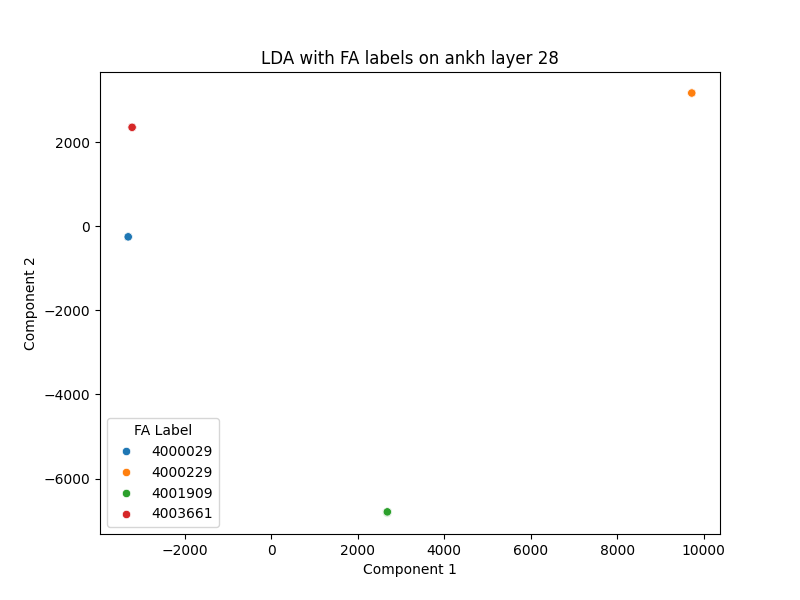 LDA with FA labels on ankh layer 28
Component 2
2000
0
−2000
−4000
−6000
FA Label
4000029
4000229
4001909
4003661
−2000 0 2000 4000 6000 8000 10000
Component 1